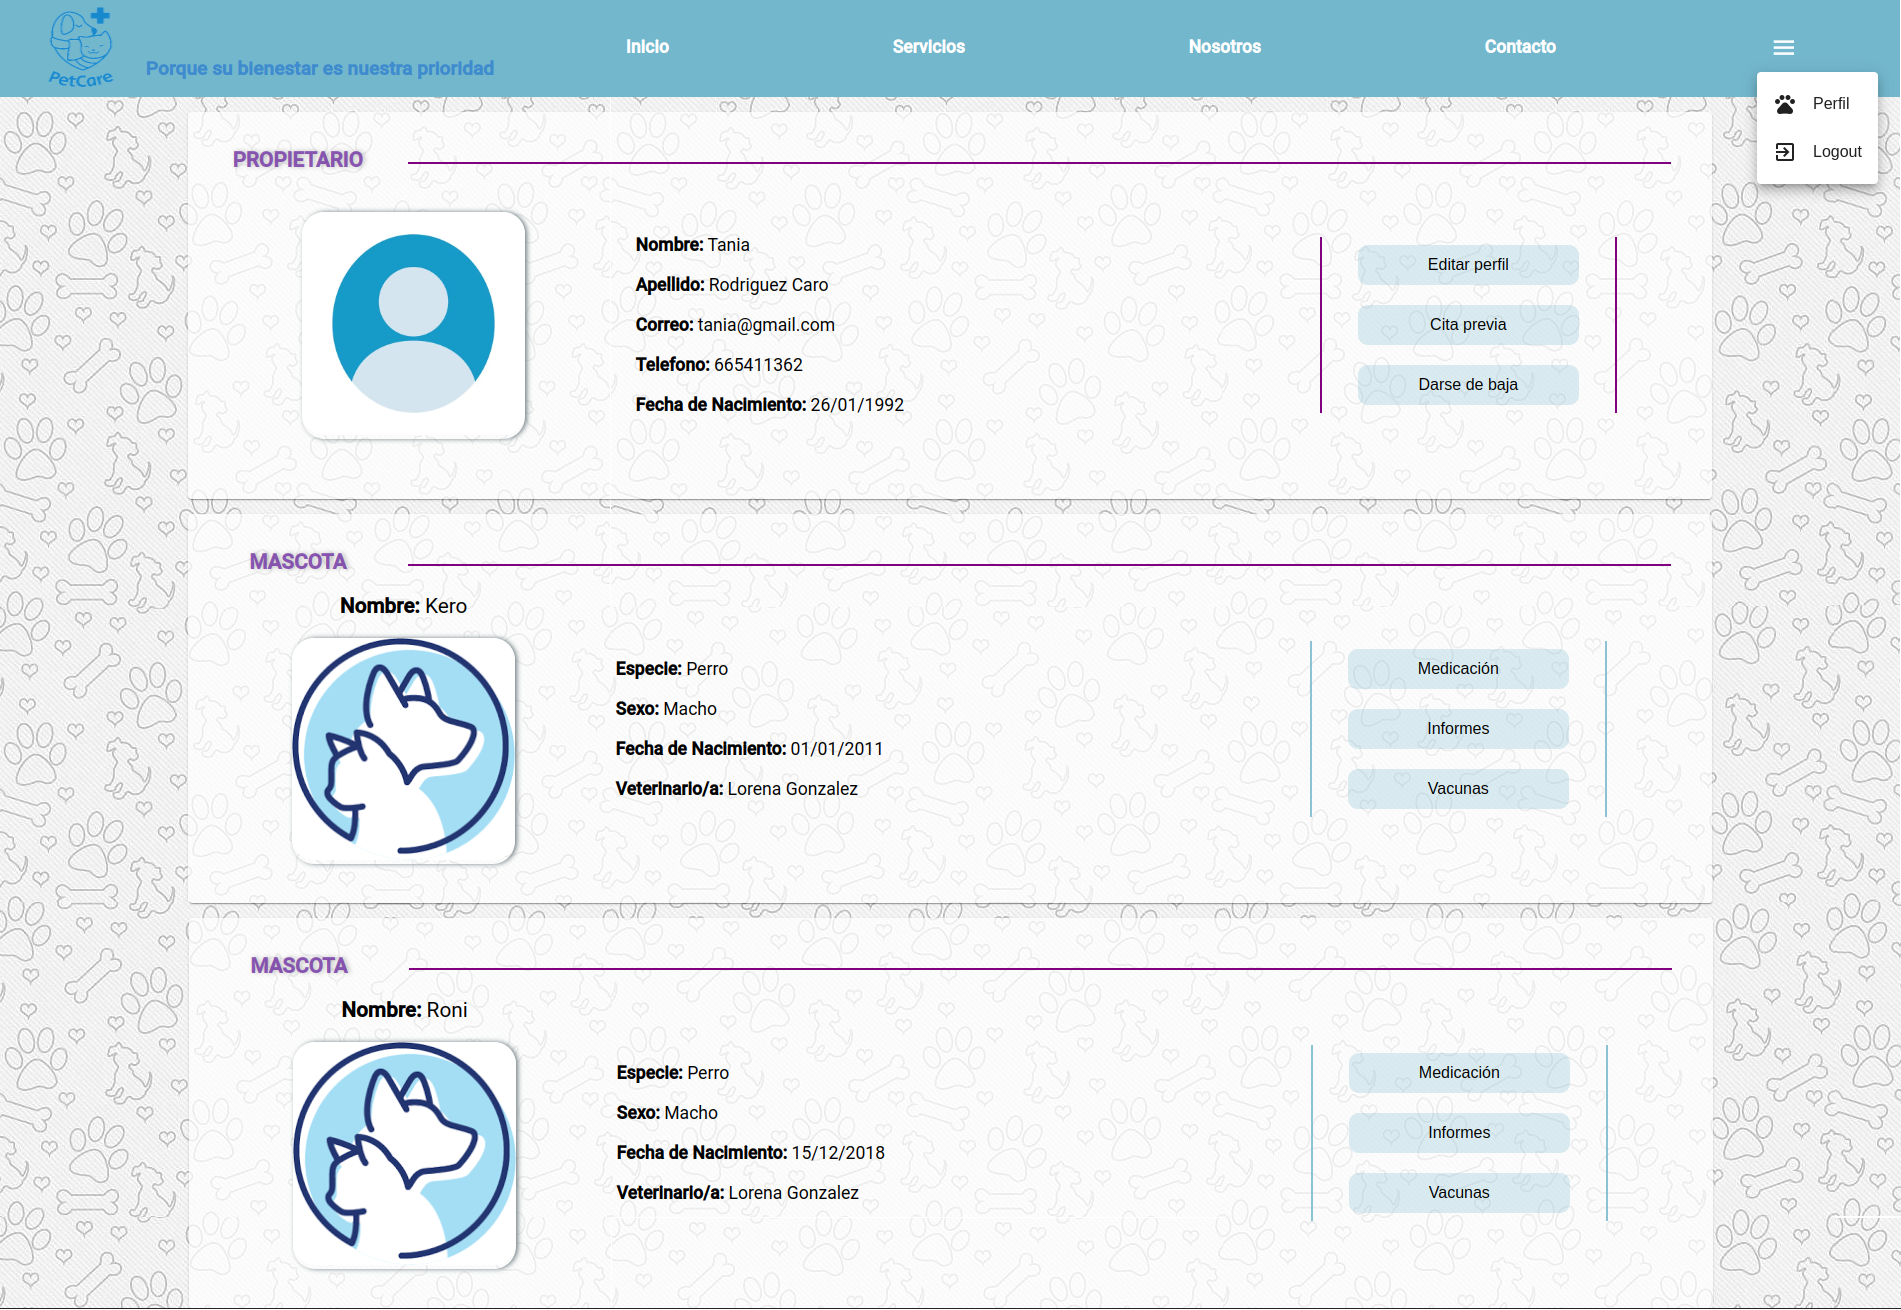 PetCare
Porque su bienestar es nuestra prioridad
Inicio
Servicios
Nosotros
Contacto
Perfil
Logout
PROPIETARIO
Nombre: Tania
Apellido: Rodriguez Caro
Correo: tania@gmail.com
Telefono: 665411362
Fecha de Nacimiento: 26/01/1992
Editar perfil
Cita previa
Darse de baja
MASCOTA
Nombre: Kero
Especie: Perro
Sexo: Macho
Fecha de Nacimiento: 01/01/2011
Veterinario/a: Lorena Gonzalez
Medicación
Informes
Vacunas
MASCOTA
Nombre: Roni
Especie: Perro
Sexo: Macho
Fecha de Nacimiento: 15/12/2018
Veterinario/a: Lorena Gonzalez
Medicación
Informes
Vacunas